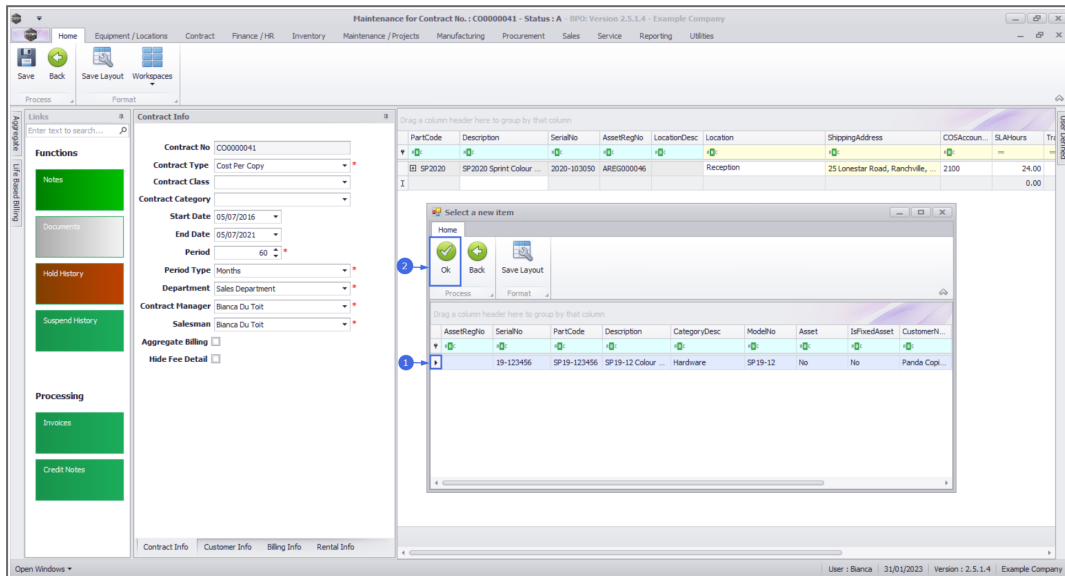 Maintenance for Contract No. : CO0000041 - Status : A - BPO: Version 2.5.1.4 - Example Company
Home Equipment / Locations Contract Finance / HR Inventory Maintenance / Projects Manufacturing Procurement Sales Service Reporting Utilities
Save Back Save Layout Workspaces
Process Format
Aggregate
Life Based Billing
Links
Enter text to search...
Functions
Notes
Documents
Hold History
Suspend History
Processing
Invoices
Credit Notes
Contract Info
Contract No CO0000041
Contract Type Cost Per Copy *
Contract Class
Contract Category
Start Date 05/07/2016
End Date 05/07/2021
Period 60 *
Period Type Months *
Department Sales Department *
Contract Manager Bianca Du Toit *
Salesman Bianca Du Toit *
Aggregate Billing
Hide Fee Detail
Contract Info Customer Info Billing Info Rental Info
Drag a column header here to group by that column
PartCode Description SerialNo AssetRegNo LocationDesc Location ShippingAddress COSAccoun... SLAHours
SP2020 SP2020 Sprint Colour ... 2020-103050 AREG000046 Reception 25 Lonestar Road, Ranchville, ... 2100 24.00
0.00
User Defined
Select a new item
Home
2
Ok Back Save Layout
Process Format
Drag a column header here to group by that column
AssetRegNo SerialNo PartCode Description CategoryDesc ModelNo Asset IsFixedAsset CustomerN...
1
19-123456 SP19-123456 SP19-12 Colour ... Hardware SP19-12 No No Panda Copi...
Open Windows
User : Bianca 31/01/2023 Version : 2.5.1.4 Example Company